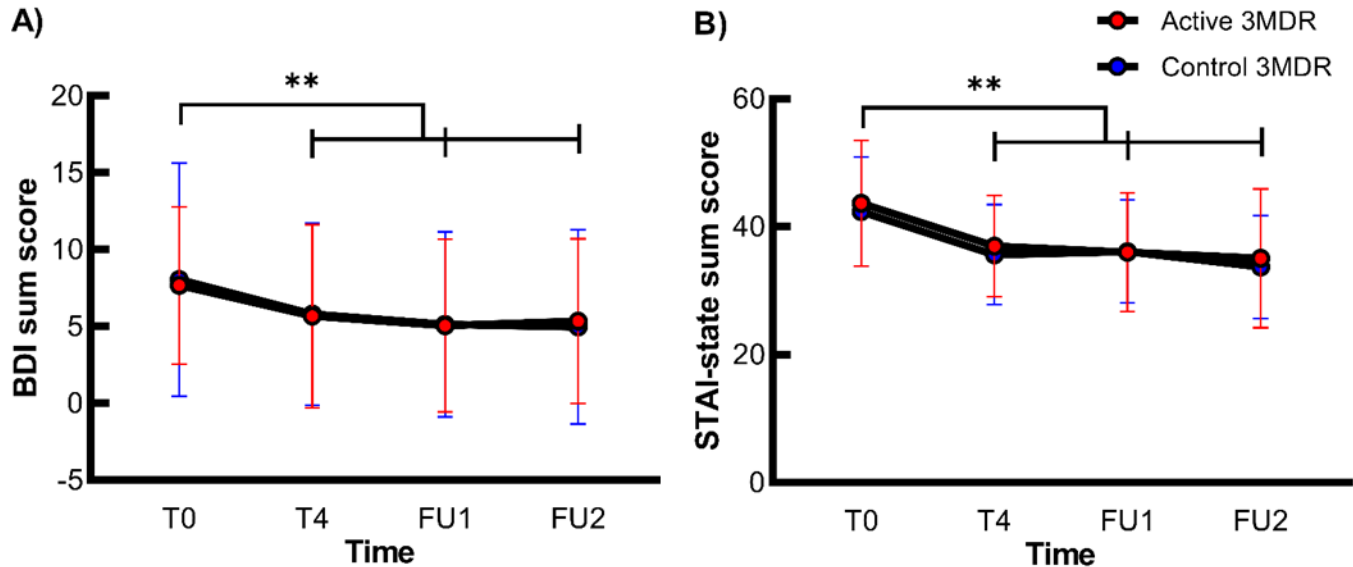 A)
BDI sum score
20
15
10
5
0
-5
**
T0 T4 FU1 FU2
Time
B)
Active 3MDR
Control 3MDR
STAI-state sum score
60
40
20
0
**
T0 T4 FU1 FU2
Time